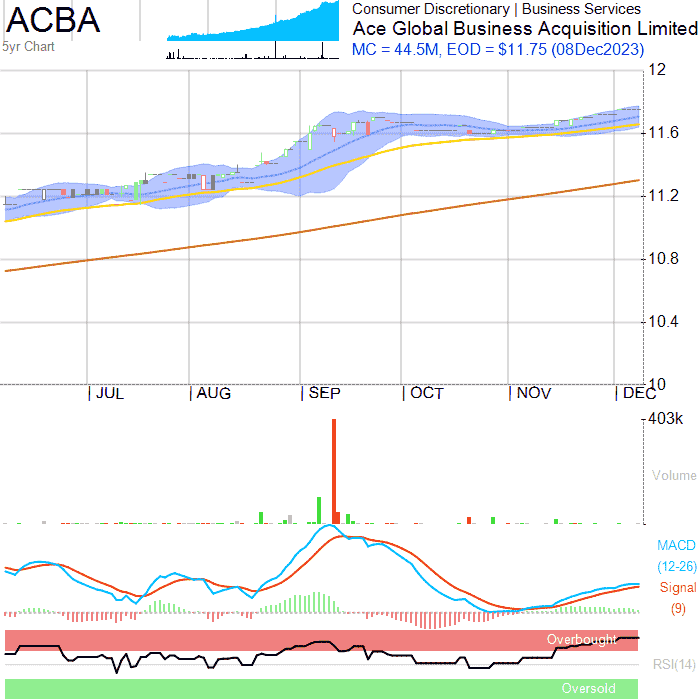 ACBA
5yr Chart
Consumer Discretionary | Business Services
Ace Global Business Acquisition Limited
MC = 44.5M, EOD = $11.75 (08Dec2023)
12
11.6
11.2
10.8
10.4
10
JUL AUG SEP OCT NOV DEC
403k
Volume
MACD
(12-26)
Signal
(9)
Overbought
RSI(14)
Oversold